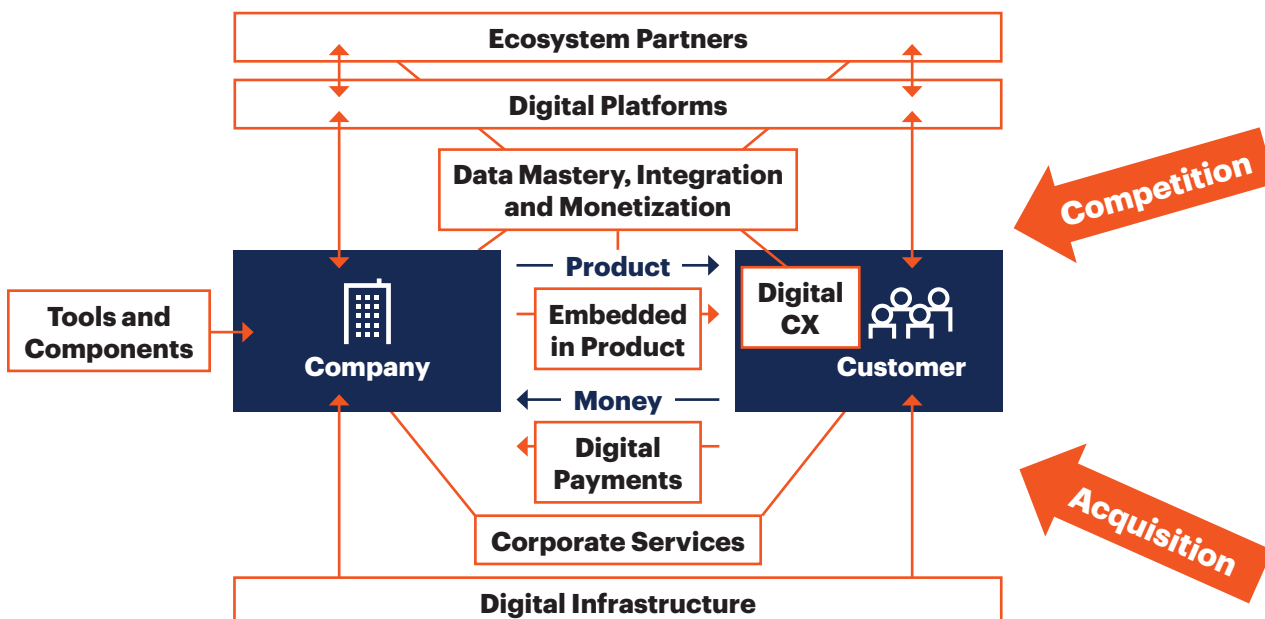 Ecosystem Partners
Digital Platforms
Data Mastery, Integration
and Monetization
Competition
Product
Tools and
Components
Company
Embedded
in Product
Digital
CX
Customer
Money
Digital
Payments
Acquisition
Corporate Services
Digital Infrastructure